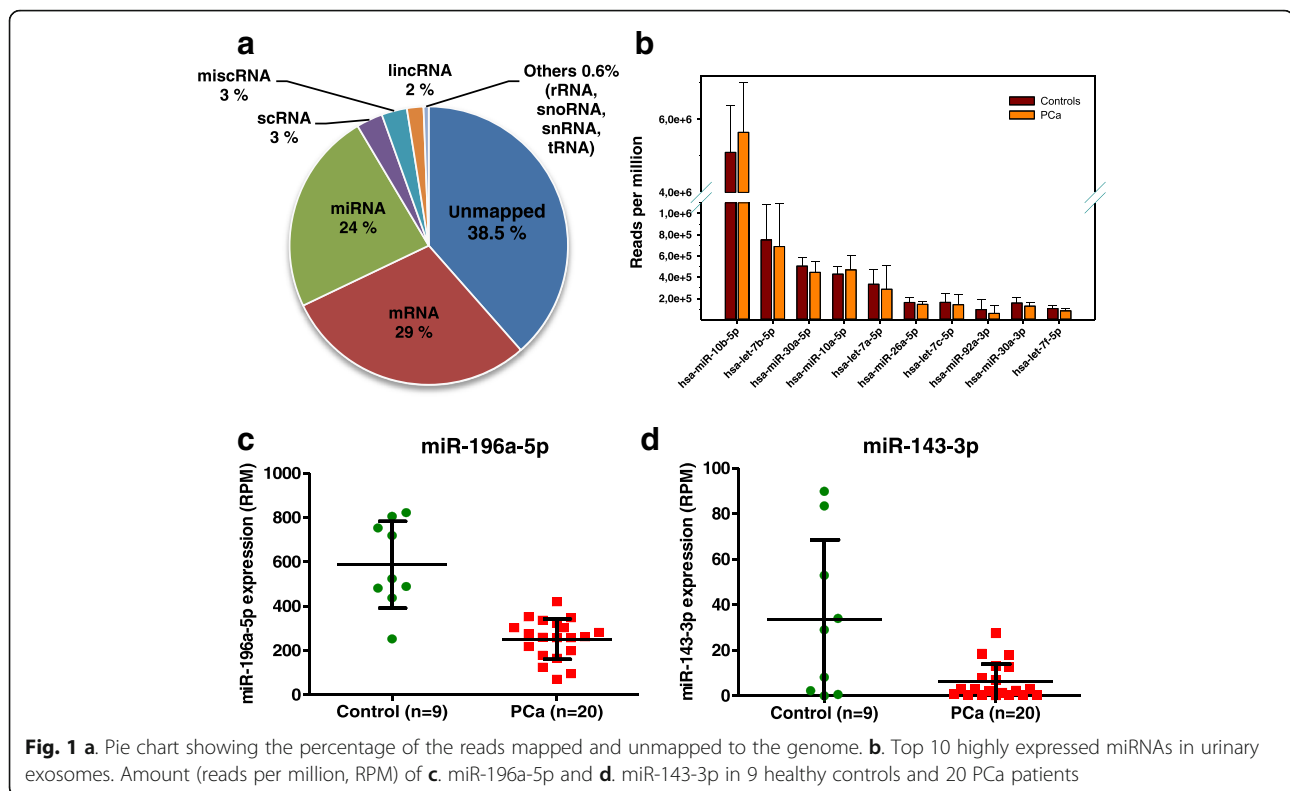 a
miscRNA
3 %
lincRNA
2 %
Others 0.6%
(rRNA,
snoRNA,
snRNA,
tRNA)
scRNA
3 %
miRNA
24 %
Unmapped
38.5 %
mRNA
29 %
b
Reads per million
6,0e+6
4,0e+6
1,0e+6
8,0e+5
6,0e+5
4,0e+5
2,0e+5
Controls
PCa
hsa-miR-10b-5p
hsa-let-7b-5p
hsa-miR-30a-5p
hsa-miR-10a-5p
hsa-let-7a-5p
hsa-miR-26a-5p
hsa-let-7c-5p
hsa-miR-92a-3p
hsa-miR-30a-3p
hsa-let-7f-5p
c
miR-196a-5p
miR-196a-5p expression (RPM)
1000
800
600
400
200
0
Control (n=9)
PCa (n=20)
d
miR-143-3p
miR-143-3p expression (RPM)
100
80
60
40
20
0
Control (n=9)
PCa (n=20)
Fig. 1 a. Pie chart showing the percentage of the reads mapped and unmapped to the genome. b. Top 10 highly expressed miRNAs in urinary
exosomes. Amount (reads per million, RPM) of c. miR-196a-5p and d. miR-143-3p in 9 healthy controls and 20 PCa patients